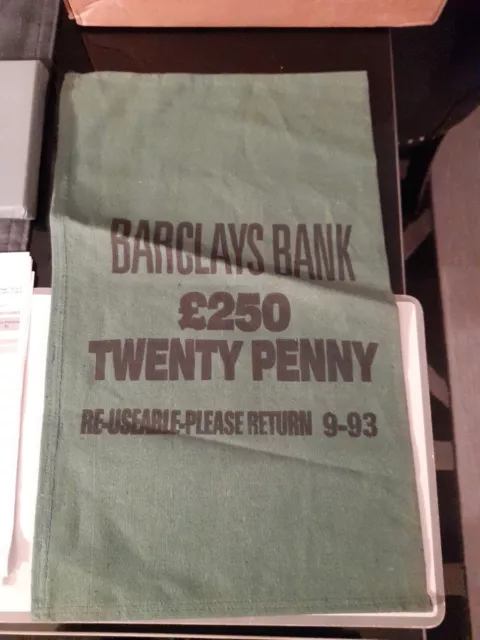 BARCLAYS BANK
£250
TWENTY PENNY
RE-USEABLE-PLEASE RETURN 9-93